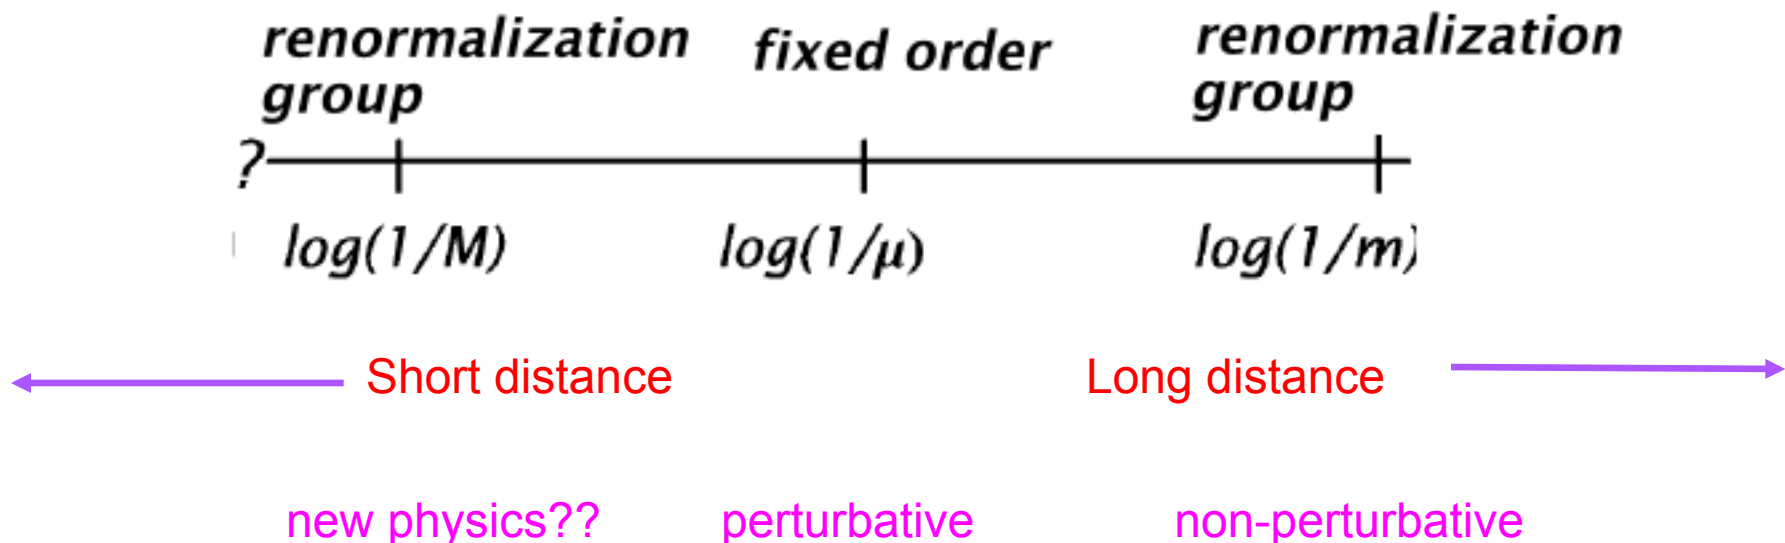 renormalization group
fixed order
renormalization group
?
log(1/M)
log(1/μ)
log(1/m)
Short distance
Long distance
new physics??
perturbative
non-perturbative